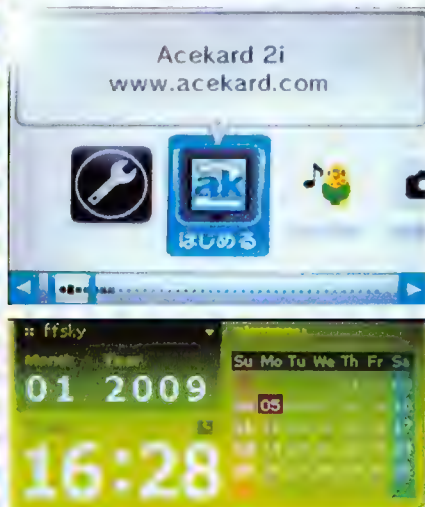 Acekard 2i
www.acekard.com
ak
はじめる
ffsky
Su Mo Tu We Th Fr Sa
01 2009
05
16:28